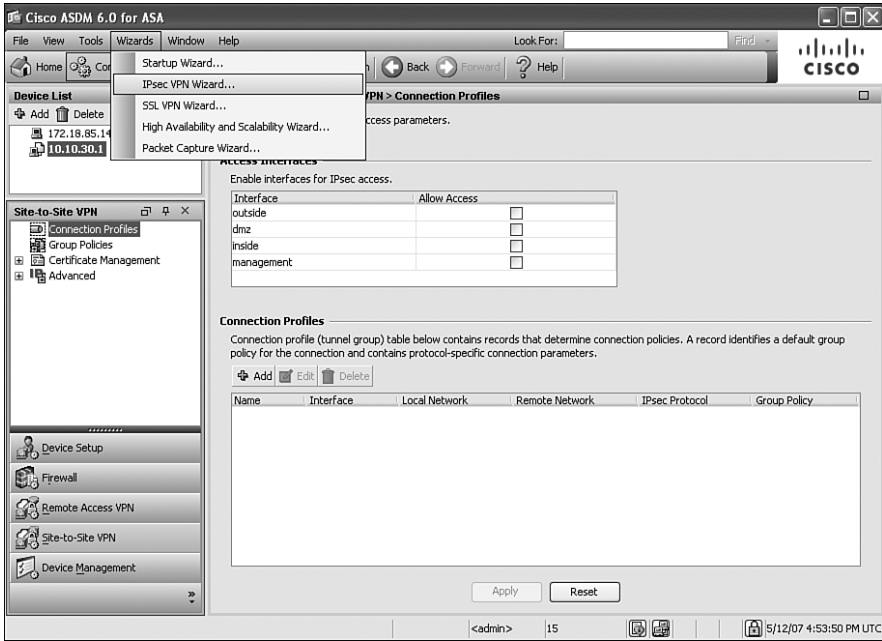 Cisco ASDM 6.0 for ASA
File View Tools Wizards Window Help Look For: Find
Home Back Forward Help
CISCO
Startup Wizard...
IPsec VPN Wizard...
SSL VPN Wizard...
High Availability and Scalability Wizard...
Packet Capture Wizard...
Device List
Add Delete
172.18.85.14
10.10.30.1
> Connection Profiles
access parameters.
Access Interfaces
Enable interfaces for IPsec access.
Interface Allow Access
outside
dmz
inside
management
Site-to-Site VPN
Connection Profiles
Group Policies
Certificate Management
Advanced
Connection Profiles
Connection profile (tunnel group) table below contains records that determine connection policies. A record identifies a default group
policy for the connection and contains protocol-specific connection parameters.
Add Edit Delete
Name Interface Local Network Remote Network IPsec Protocol Group Policy
Device Setup
Firewall
Remote Access VPN
Site-to-Site VPN
Device Management
Apply Reset
<admin> 15 5/12/07 4:53:50 PM UTC